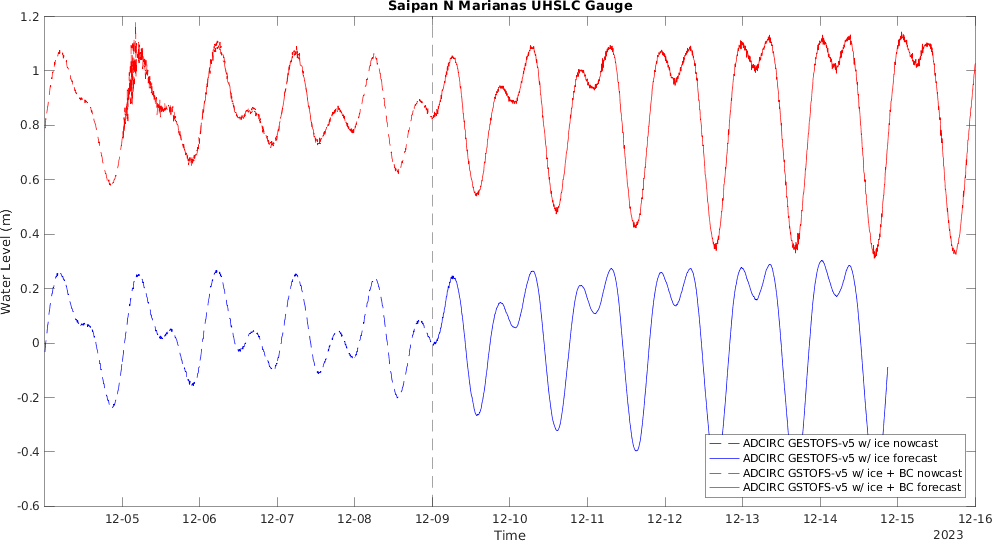 Saipan N Marianas UHSLC Gauge
1.2
1
0.8
0.6
0.4
0.2
0
-0.2
-0.4
-0.6
Water Level (m)
ADCIRC GESTOFS-v5 w/ ice nowcast
ADCIRC GESTOFS-v5 w/ ice forecast
ADCIRC GSTOFS-v5 w/ ice + BC nowcast
ADCIRC GSTOFS-v5 w/ ice + BC forecast
12-05 12-06 12-07 12-08 12-09 12-10 12-11 12-12 12-13 12-14 12-15 12-16
Time
2023